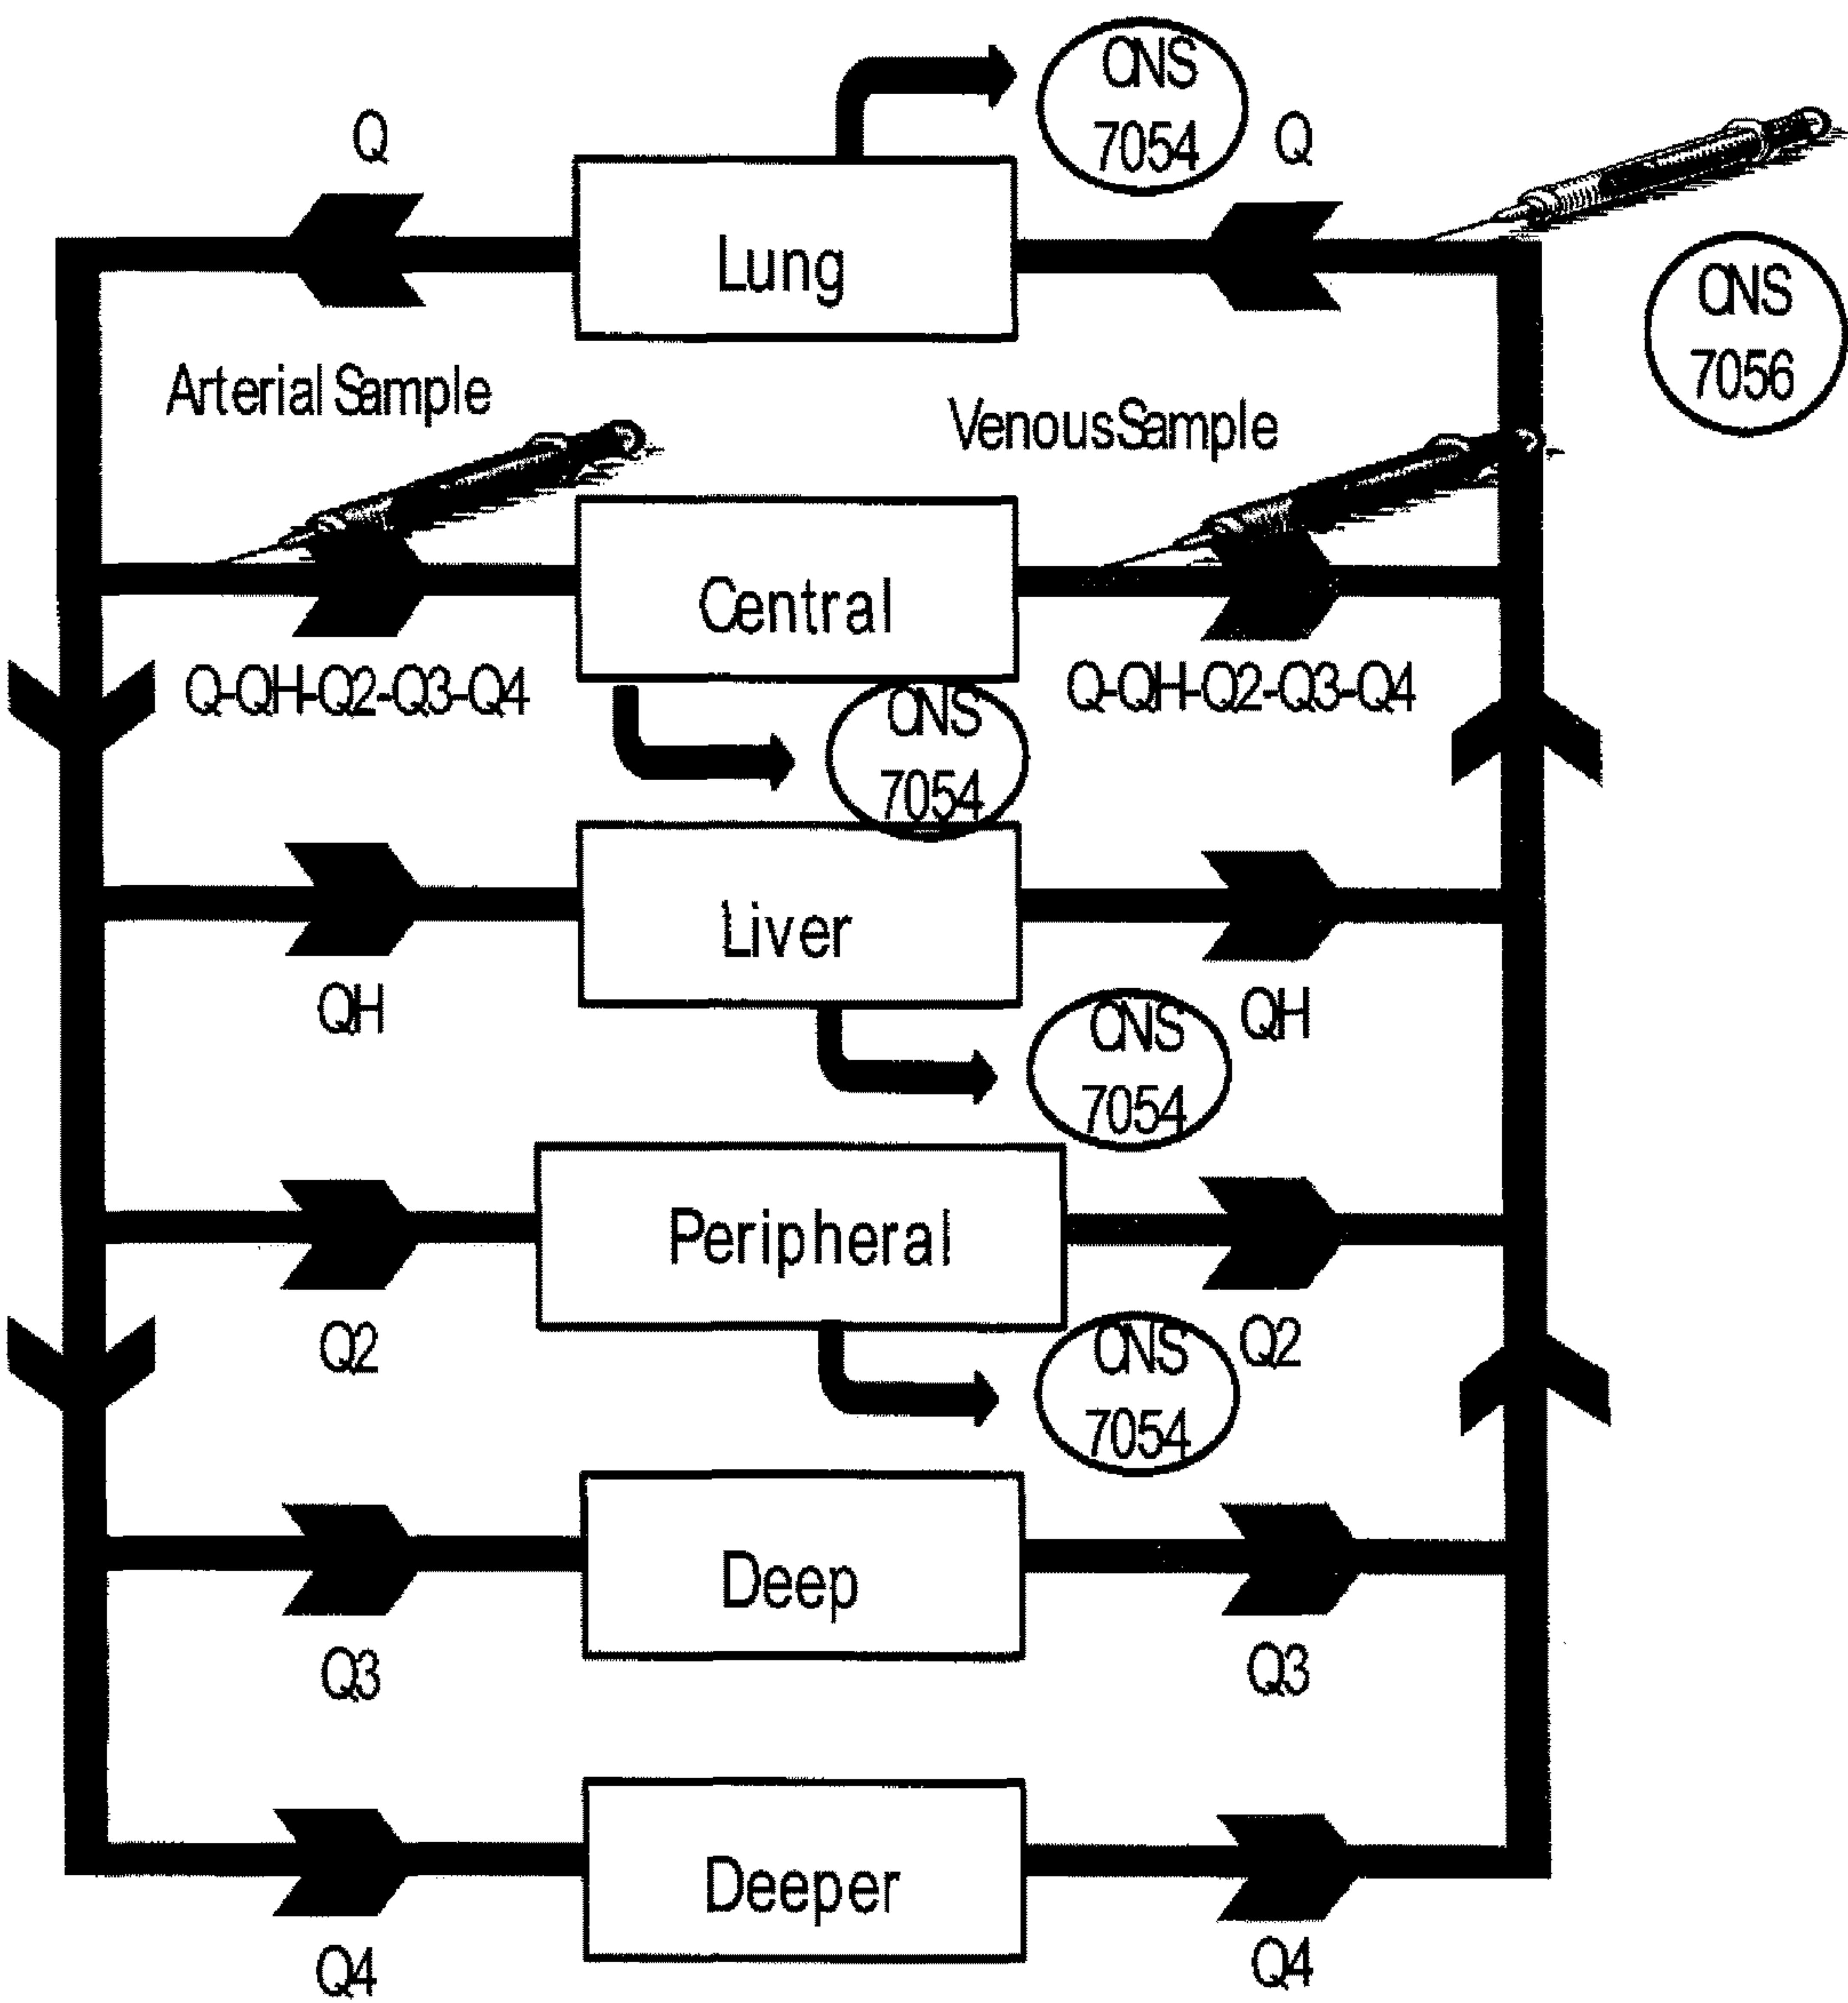 CNS
7054
Q
Q
Lung
CNS
7056
Arterial Sample
Venous Sample
Central
Q-QH-Q2-Q3-Q4
Q-QH-Q2-Q3-Q4
CNS
7054
Liver
QH
QH
CNS
7054
Peripheral
Q2
Q2
CNS
7054
Deep
Q3
Q3
Deeper
Q4
Q4